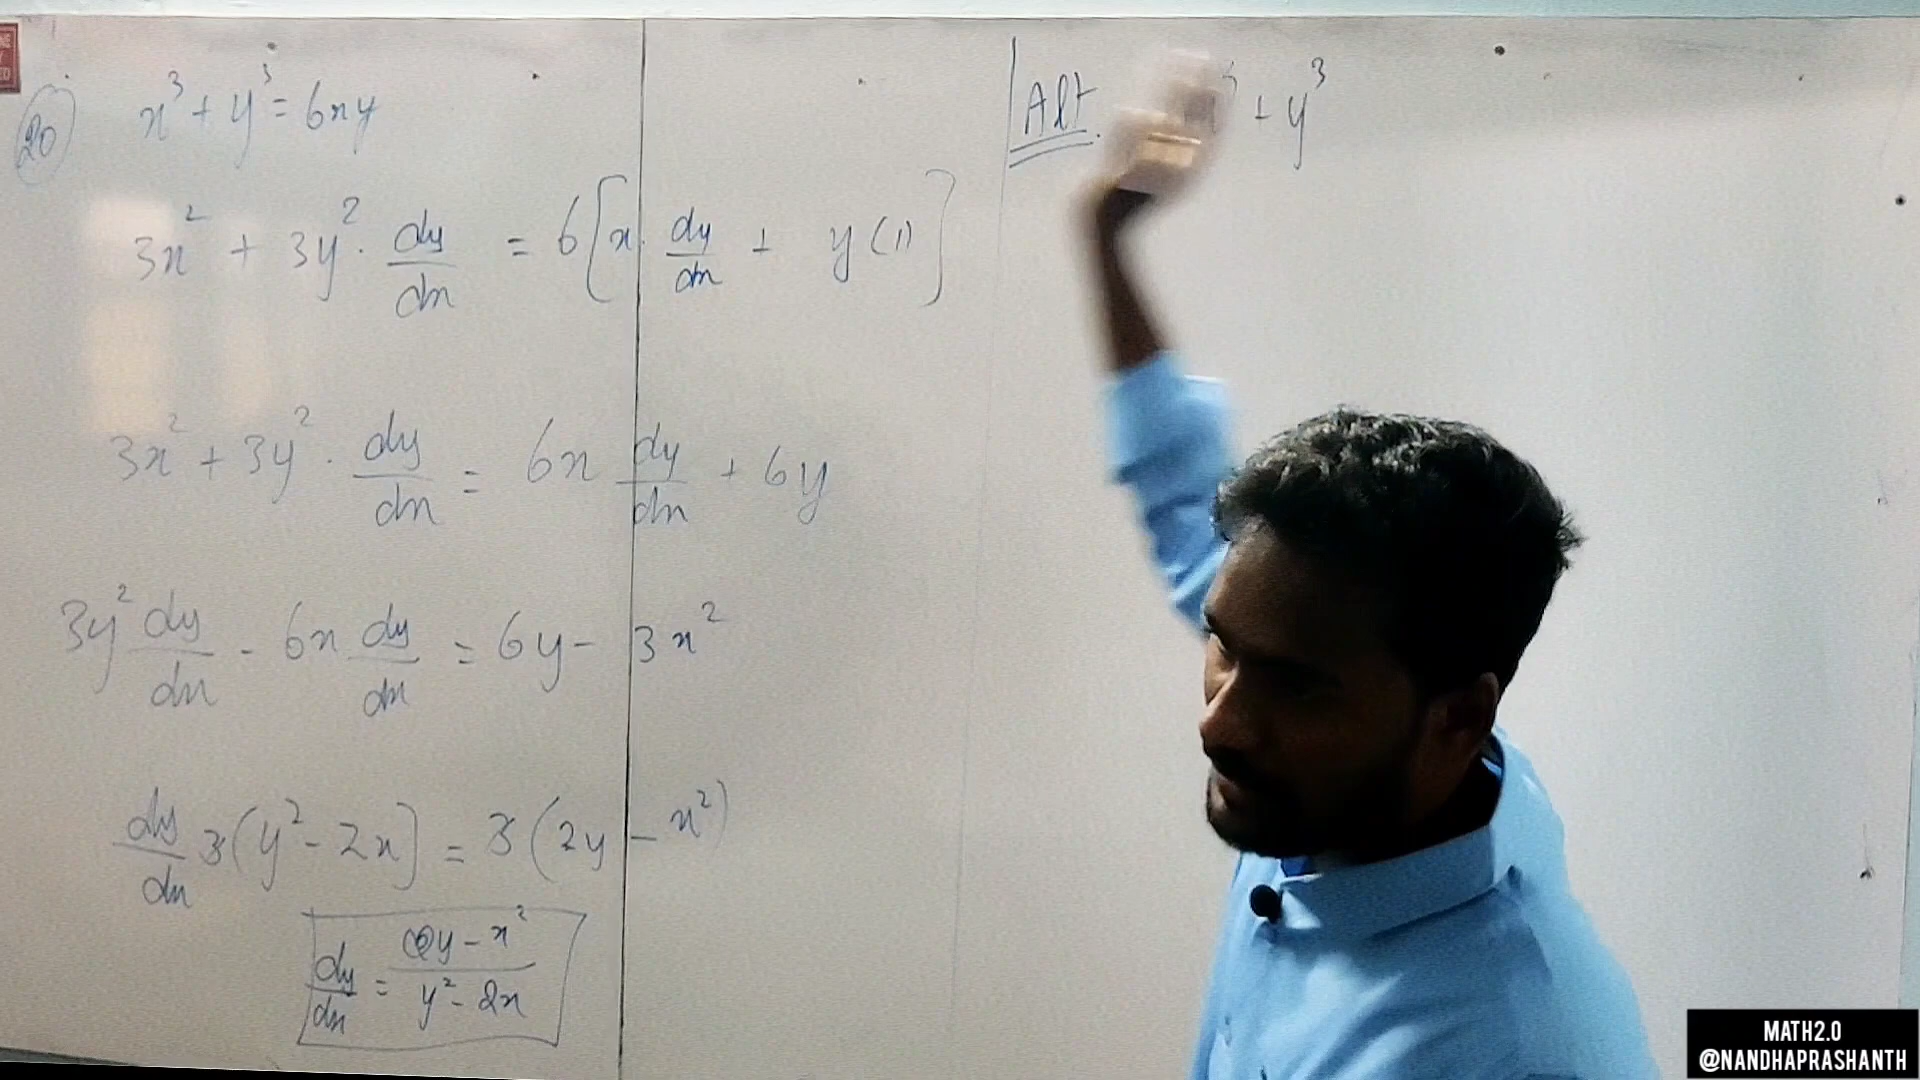 20 x³ + y³ = 6xy
3x² + 3y² · dy/dx = 6[x · dy/dx + y(1)]
3x² + 3y² · dy/dx = 6x dy/dx + 6y
3y² dy/dx - 6x dy/dx = 6y - 3x²
dy/dx 3(y² - 2x) = 3(2y - x²)
dy/dx = 2y - x² / y² - 2x
Alt. + y³
MATH2.0
@NANDHAPRASHANTH